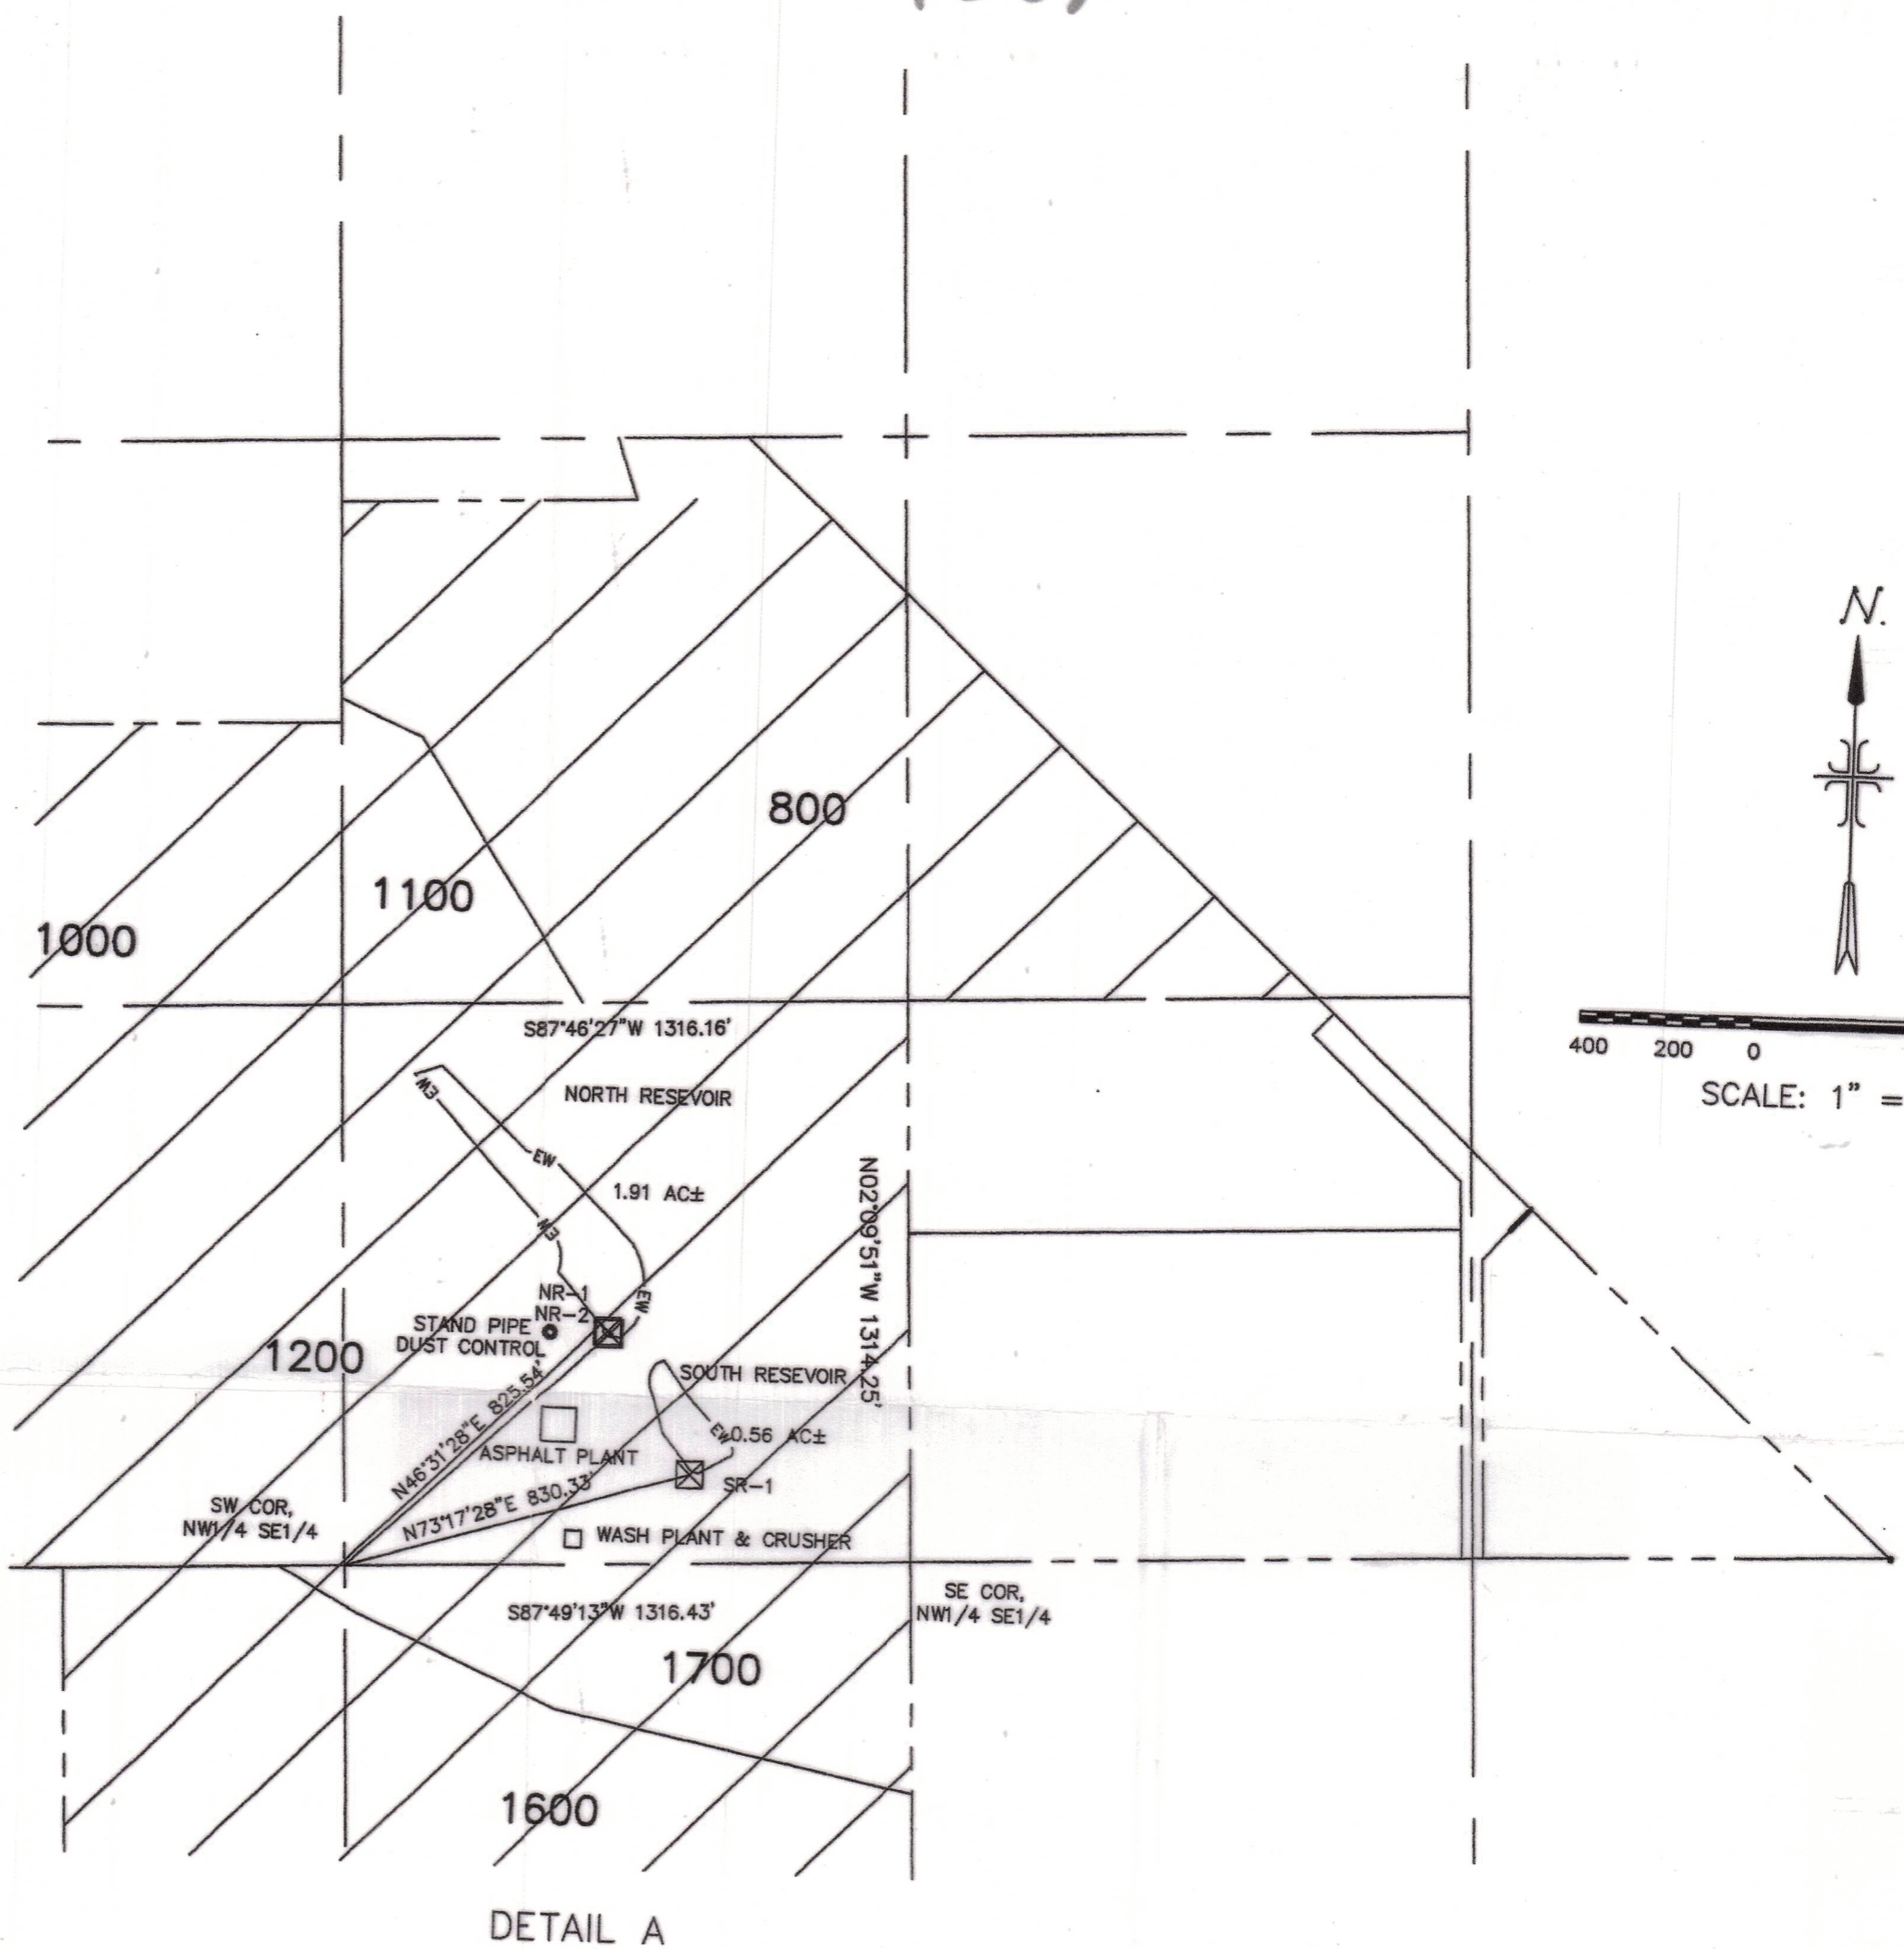 N.
800
1100
1000
S87°46'27"W 1316.16'
400 200 0
SCALE: 1" =
EW
NORTH RESEVOIR
EW
1.91 AC±
N02°09'51"W 1314.25'
EW
NR-1
NR-2
EW
STAND PIPE
DUST CONTROL
1200
SOUTH RESEVOIR
N46°31'28"E 825.54'
EW
0.56 AC±
ASPHALT PLANT
SR-1
N73°17'28"E 830.33'
SW COR,
NW1/4 SE1/4
WASH PLANT & CRUSHER
SE COR,
NW1/4 SE1/4
S87°49'13"W 1316.43'
1700
1600
DETAIL A